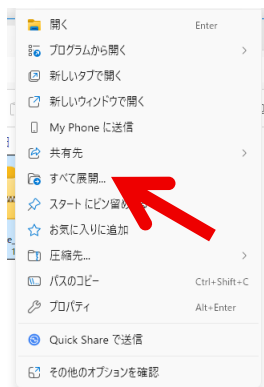 開く Enter
プログラムから開く
新しいタブで開く
新しいウィンドウで開く
My Phone に送信
共有先
すべて展開...
スタート にピン留め
お気に入りに追加
圧縮先...
パスのコピー Ctrl+Shift+C
プロパティ Alt+Enter
Quick Share で送信
その他のオプションを確認